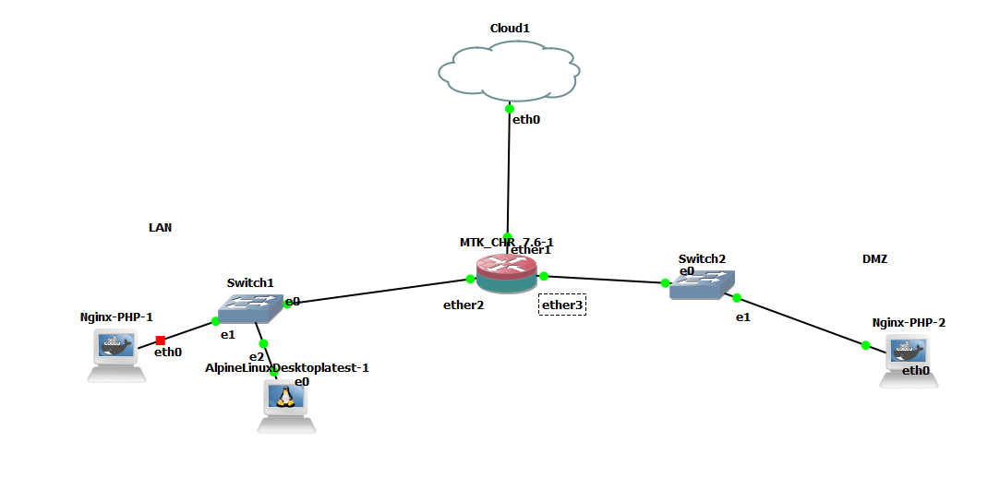 Cloud1
eth0
LAN
MTK_CHR_7.6-1
ether1
Switch2
e0
DMZ
Switch1
e0
ether2
ether3
Nginx-PHP-1
e1
eth0
e1
Nginx-PHP-2
e2
AlpineLinuxDesktoplatest-1
e0
eth0